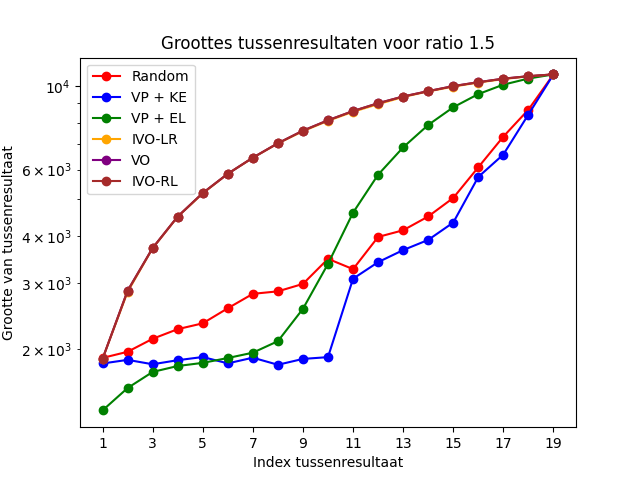 Groottes tussenresultaten voor ratio 1.5
Grootte van tussenresultaat
10⁴
6 × 10³
4 × 10³
3 × 10³
2 × 10³
Random
VP + KE
VP + EL
IVO-LR
VO
IVO-RL
1 3 5 7 9 11 13 15 17 19
Index tussenresultaat